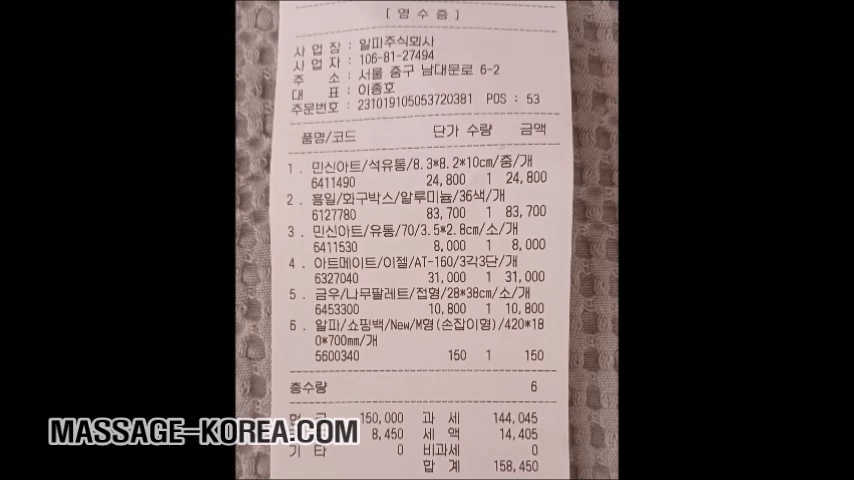 [ 영 수 증 ]
사 업 장 : 알파주식회사
사 업 자 : 106-81-27494
주 소 : 서울 중구 남대문로 6-2
대 표 : 이종호
주문번호 : 231019105053720381 POS : 53
품명/코드 단가 수량 금액
1 . 민신아트/석유통/8.3*8.2*10cm/중/개
6411490 24,800 1 24,800
2 . 흥일/화구박스/알루미늄/36색/개
6127780 83,700 1 83,700
3 . 민신아트/유통/70/3.5*2.8cm/소/개
6411530 8,000 1 8,000
4 . 아트메이트/이젤/AT-160/3각3단/개
6327040 31,000 1 31,000
5 . 금우/나무팔레트/접형/28*38cm/소/개
6453300 10,800 1 10,800
6 . 알파/쇼핑백/New/M형(손잡이형)/420*18
0*700mm/개
5600340 150 1 150
총수량 6
150,000 과 세 144,045
8,450 세 액 14,405
기 타 0 비과세 0
합 계 158,450
MASSAGE-KOREA.COM